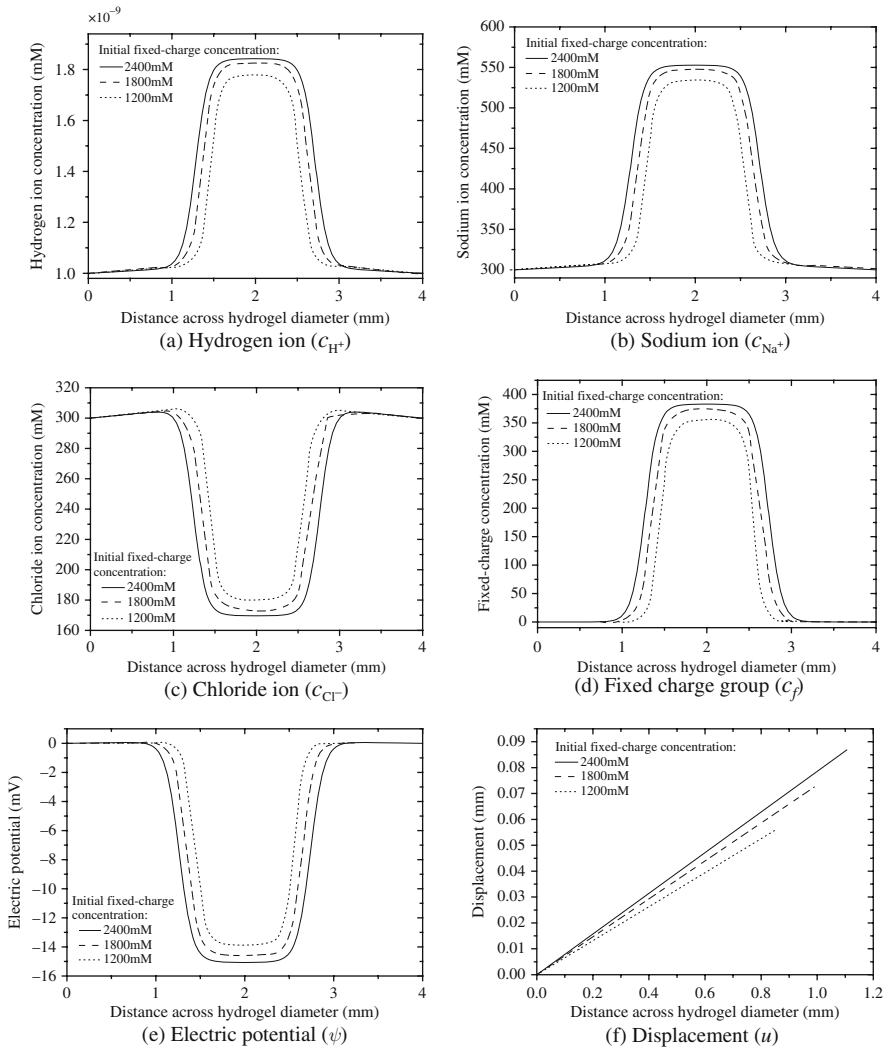 ×10⁻⁹
Initial fixed-charge concentration:
2400mM
1800mM
1200mM
Hydrogen ion concentration (mM)
1.8
1.6
1.4
1.2
1.0
0 1 2 3 4
Distance across hydrogel diameter (mm)
(a) Hydrogen ion (c_H⁺)
Initial fixed-charge concentration:
2400mM
1800mM
1200mM
Sodium ion concentration (mM)
600
550
500
450
400
350
300
0 1 2 3 4
Distance across hydrogel diameter (mm)
(b) Sodium ion (c_Na⁺)
320
300
280
260
240
220
200
180
160
Chloride ion concentration (mM)
Initial fixed-charge
concentration:
2400mM
1800mM
1200mM
0 1 2 3 4
Distance across hydrogel diameter (mm)
(c) Chloride ion (c_Cl⁻)
Initial fixed-charge concentration:
2400mM
1800mM
1200mM
Fixed-charge concentration (mM)
400
350
300
250
200
150
100
50
0
0 1 2 3 4
Distance across hydrogel diameter (mm)
(d) Fixed charge group (c_f)
0
−2
−4
−6
−8
−10
−12
−14
−16
Electric potential (mV)
Initial fixed-charge
concentration:
2400mM
1800mM
1200mM
0 1 2 3 4
Distance across hydrogel diameter (mm)
(e) Electric potential (ψ)
Initial fixed-charge concentration:
2400mM
1800mM
1200mM
Displacement (mm)
0.09
0.08
0.07
0.06
0.05
0.04
0.03
0.02
0.01
0.00
0.0 0.2 0.4 0.6 0.8 1.0 1.2
Distance across hydrogel diameter (mm)
(f) Displacement (u)